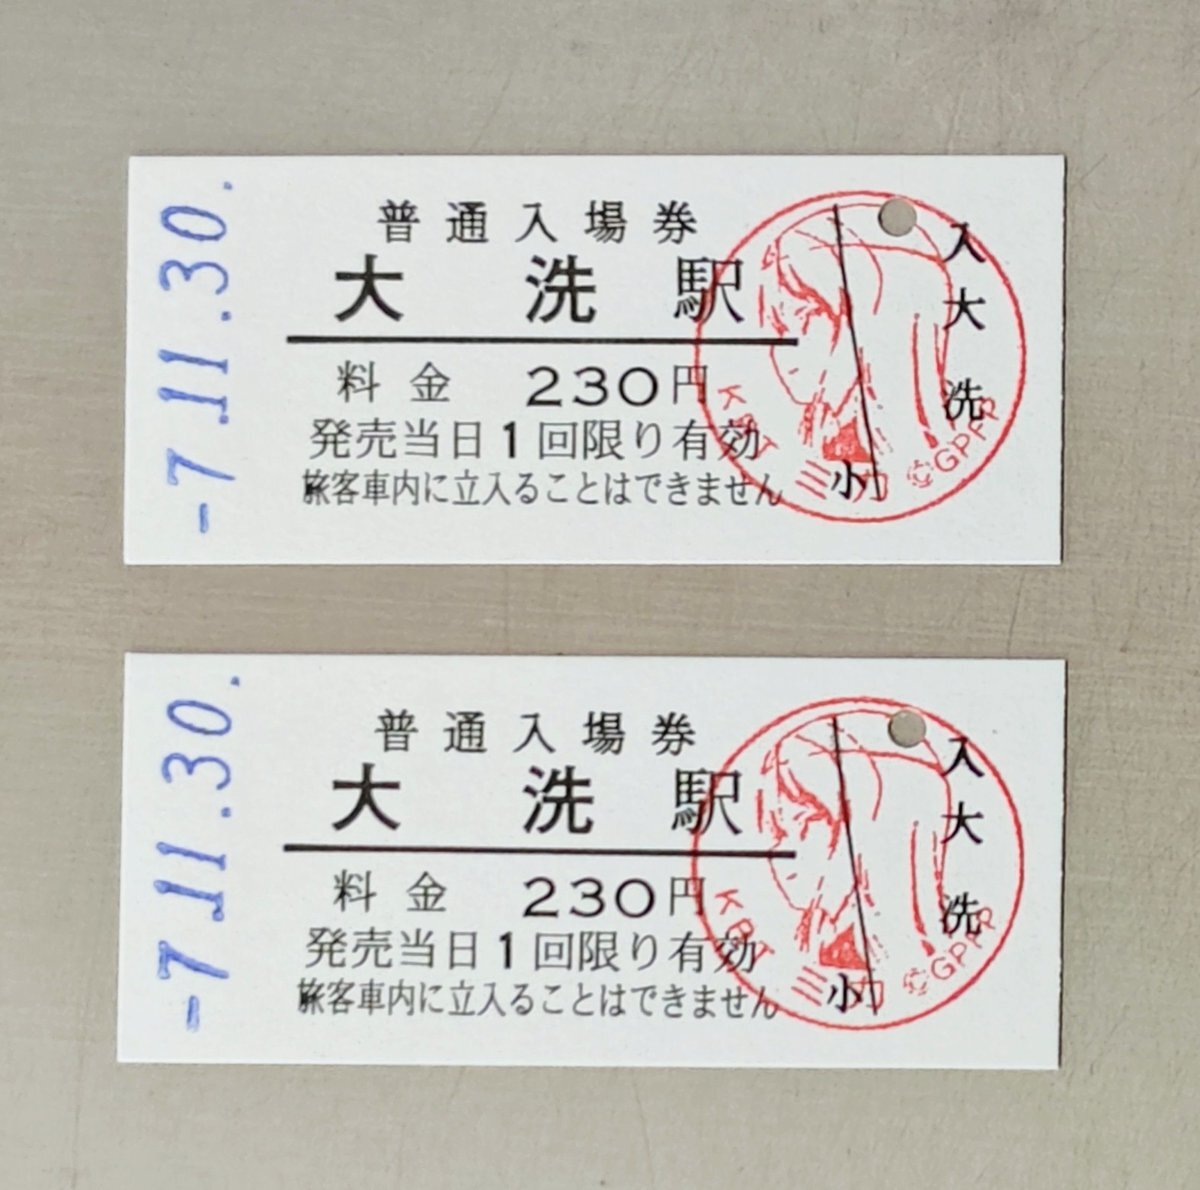 -7.11.30.
普通入場券
大洗駅
料金 230円
発売当日1回限り有効
旅客車内に立入ることはできません
小
入大洗
KBT
©GPFP
-7.11.30.
普通入場券
大洗駅
料金 230円
発売当日1回限り有効
旅客車内に立入ることはできません
小
入大洗
KBT
©GPFP